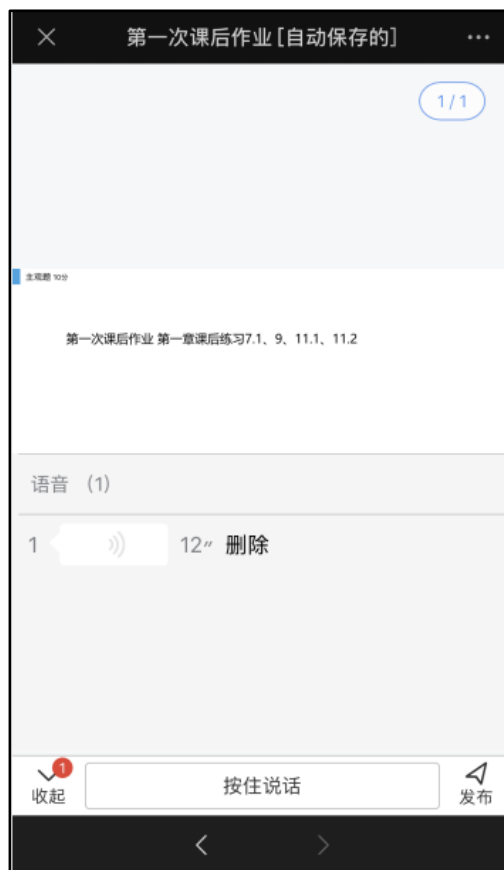 第一次课后作业 [自动保存的]
1/1
主观题 10分
第一次课后作业 第一章课后练习7.1、9、11.1、11.2
语音 (1)
1 12″ 删除
1
收起
按住说话
发布